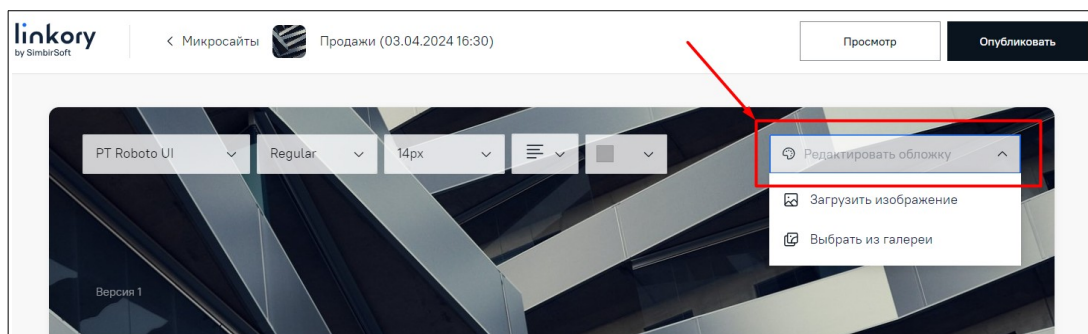 linkory
by SimbirSoft
Микросайты
Продажи (03.04.2024 16:30)
Просмотр
Опубликовать
PT Roboto UI
Regular
14px
Редактировать обложку
Загрузить изображение
Выбрать из галереи
Версия 1